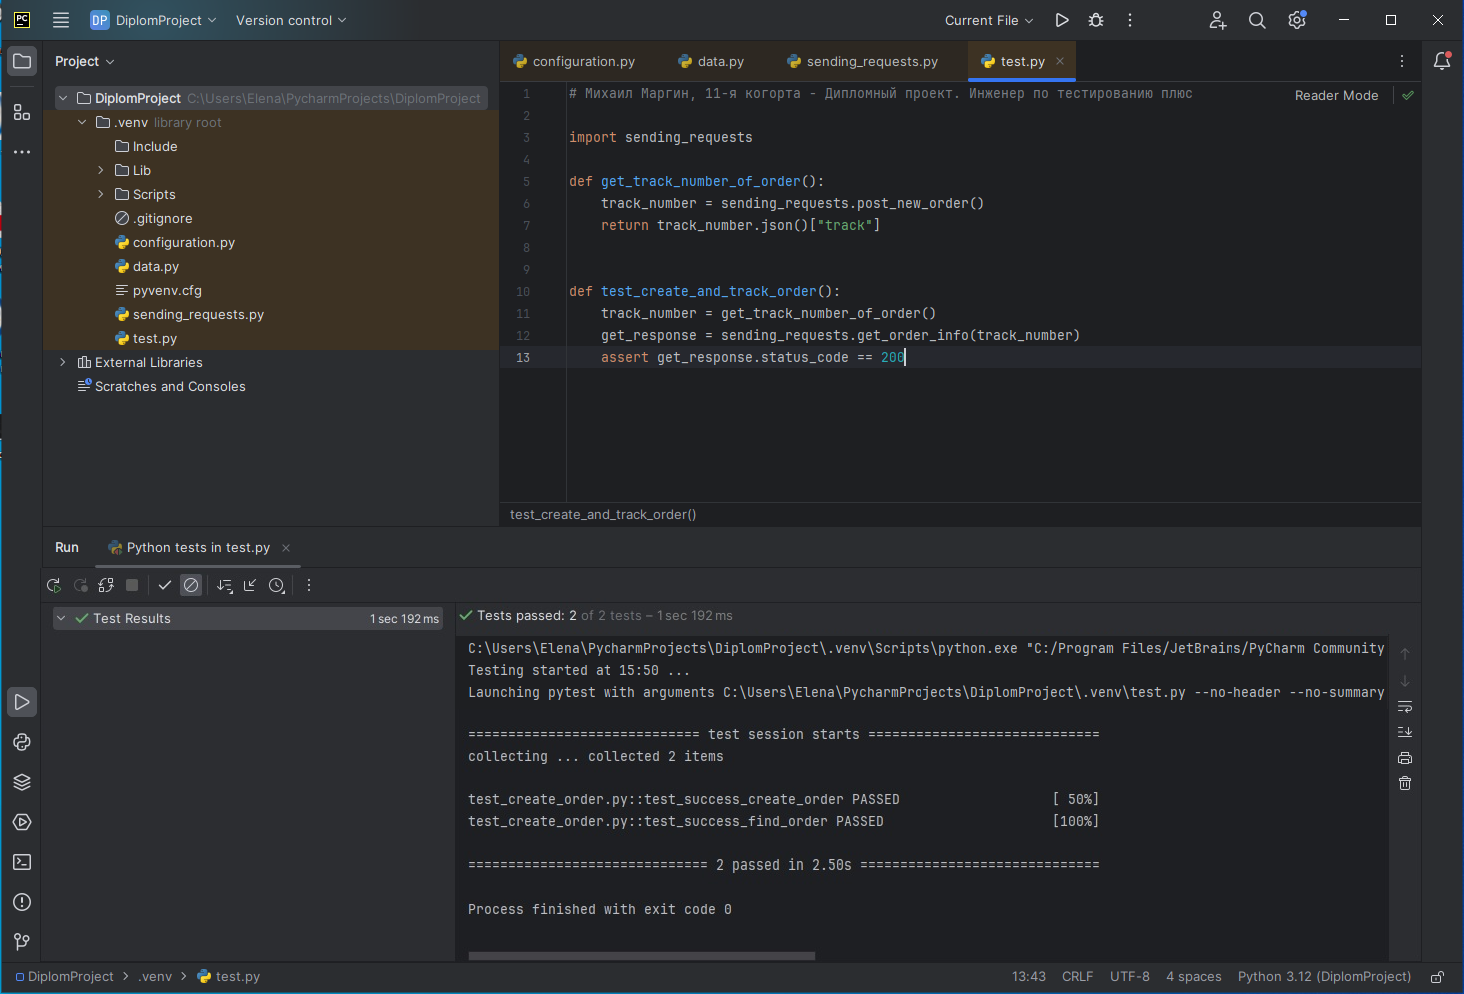 PC
DP DiplomProject Version control Current File
Project
configuration.py data.py sending_requests.py test.py
DiplomProject C:\Users\Elena\PycharmProjects\DiplomProject
.venv library root
Include
Lib
Scripts
.gitignore
configuration.py
data.py
pyvenv.cfg
sending_requests.py
test.py
External Libraries
Scratches and Consoles
1 # Михаил Маргин, 11-я когорта - Дипломный проект. Инженер по тестированию плюс
Reader Mode
2
3 import sending_requests
4
5 def get_track_number_of_order():
6 track_number = sending_requests.post_new_order()
7 return track_number.json()["track"]
8
9
10 def test_create_and_track_order():
11 track_number = get_track_number_of_order()
12 get_response = sending_requests.get_order_info(track_number)
13 assert get_response.status_code == 200
test_create_and_track_order()
Run Python tests in test.py
Test Results 1 sec 192 ms
Tests passed: 2 of 2 tests – 1 sec 192 ms
C:\Users\Elena\PycharmProjects\DiplomProject\.venv\Scripts\python.exe "C:/Program Files/JetBrains/PyCharm Community
Testing started at 15:50 ...
Launching pytest with arguments C:\Users\Elena\PycharmProjects\DiplomProject\.venv\test.py --no-header --no-summary
============================= test session starts =============================
collecting ... collected 2 items
test_create_order.py::test_success_create_order PASSED [ 50%]
test_create_order.py::test_success_find_order PASSED [100%]
============================== 2 passed in 2.50s ==============================
Process finished with exit code 0
DiplomProject > .venv > test.py 13:43 CRLF UTF-8 4 spaces Python 3.12 (DiplomProject)